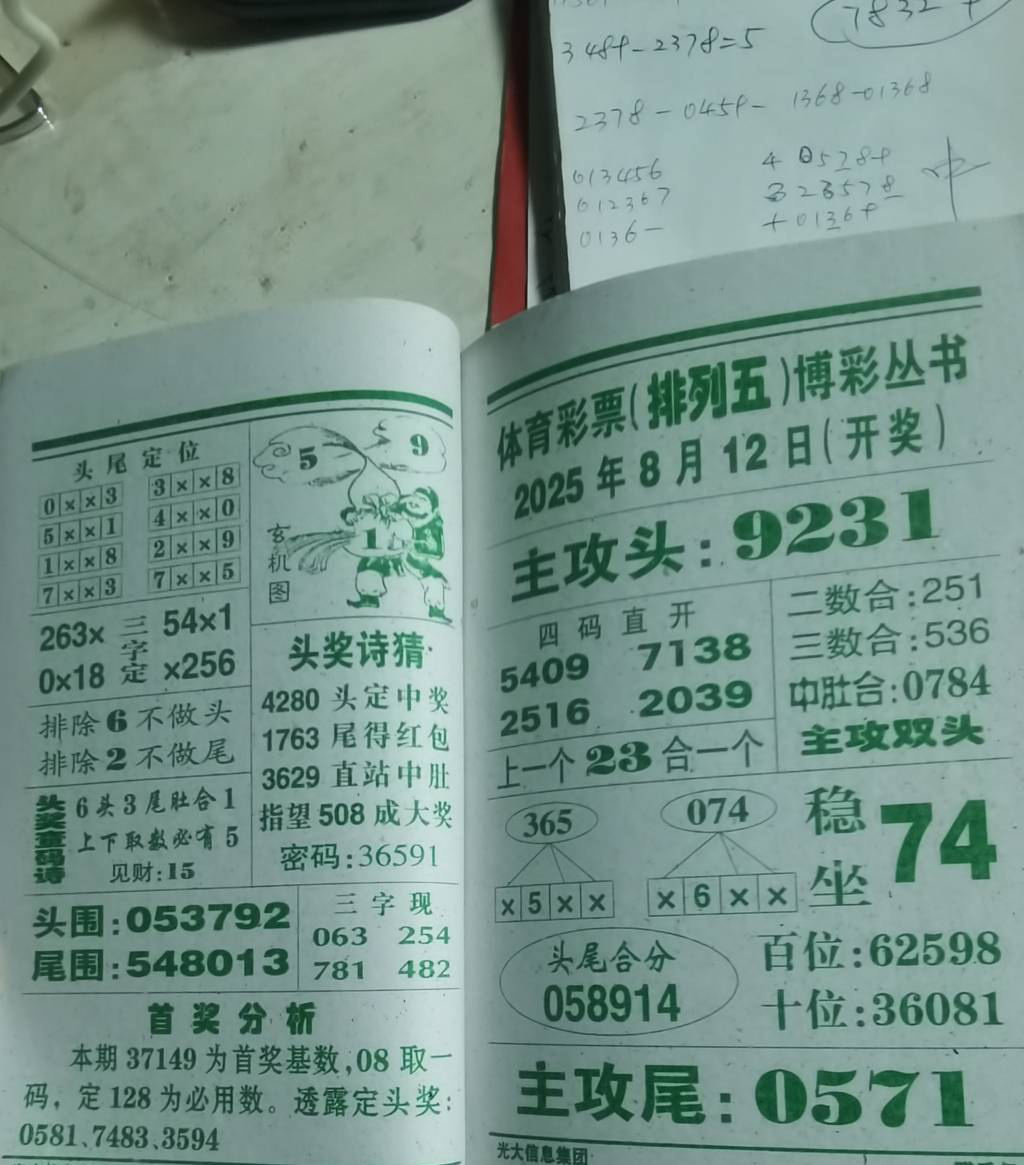 7832
3489-2378=5
2378-0459-1368-01368
013456
012367
0136-
中
头尾定位
0××3 3××8
5××1 4××0
1××8 2××9
7××3 7××5
263× 三字定 54×1
0×18 ×256
排除6不做头
排除2不做尾
头奖查码诗
6头3尾肚合1
上下取数必有5
见财:15
5
9
1
玄机图
头奖诗猜
4280头定中奖
1763尾得红包
3629直站中肚
指望508成大奖
密码:36591
头围:053792
尾围:548013
三字现
063 254
781 482
首奖分析
本期37149为首奖基数,08取一
码,定128为必用数。透露定头奖:
0581、7483、3594
体育彩票(排列五)博彩丛书
2025年8月12日(开奖)
主攻头:9231
四码直开
5409 7138
2516 2039
上一个23合一个
二数合:251
三数合:536
中肚合:0784
主攻双头
365
×5××
074
×6××
稳坐74
头尾合分
058914
百位:62598
十位:36081
主攻尾:0571
光大信息集团